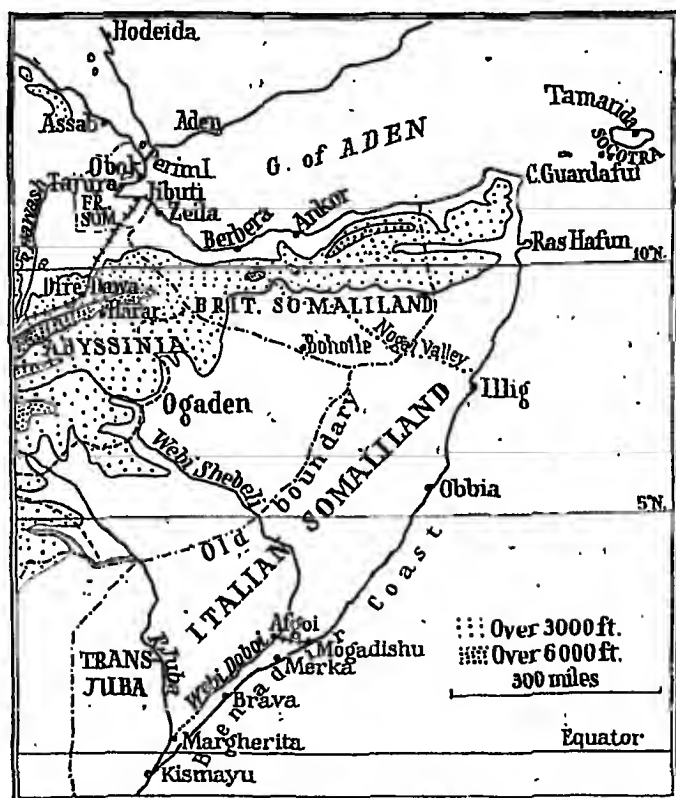 Hodeida
Tamarida
SOCOTRA
Assab
Aden
G. of ADEN
Obok
Perim I.
C. Guardafui
Tajura
Jibuti
FR. SOM.
Zeila
Berbera
Ankor
R. Hawash
Ras Hafun
10°N.
Dire Dawa
Harar
BRIT. SOMALILAND
ABYSSINIA
Bohotle
Nogal Valley
Illig
Ogaden
Webi Shebeli
Old boundary
ITALIAN SOMALILAND
Obbia
5°N.
Benadir Coast
Afgoi
Mogadishu
Over 3000 ft.
Over 6000 ft.
300 miles
TRANS
JUBA
R. Juba
Webi Doboi
Merka
Brava
Margherita
Equator
Kismayu